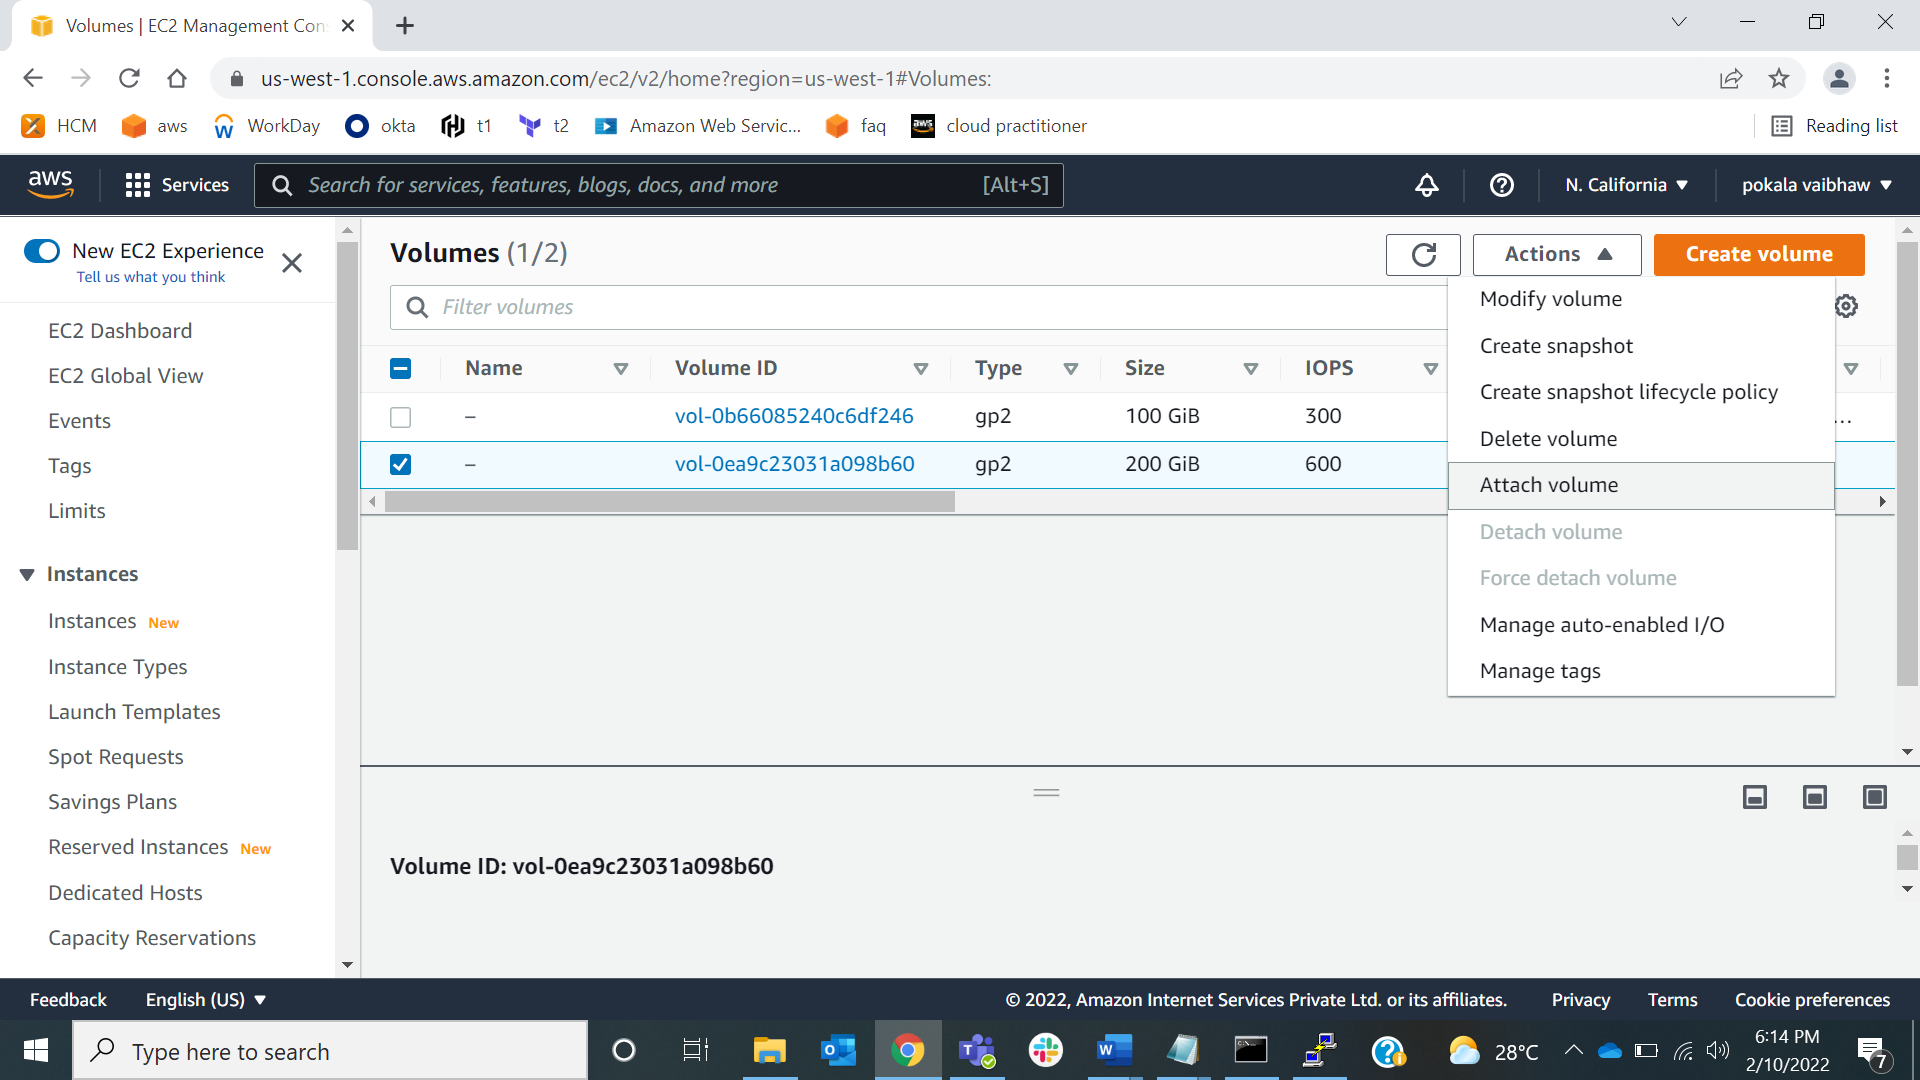 Volumes | EC2 Management Con
us-west-1.console.aws.amazon.com/ec2/v2/home?region=us-west-1#Volumes:
HCM aws WorkDay okta t1 t2 Amazon Web Servic... faq cloud practitioner Reading list
aws Services Search for services, features, blogs, docs, and more [Alt+S] N. California pokala vaibhaw
New EC2 Experience
Tell us what you think
EC2 Dashboard
EC2 Global View
Events
Tags
Limits
Instances
Instances New
Instance Types
Launch Templates
Spot Requests
Savings Plans
Reserved Instances New
Dedicated Hosts
Capacity Reservations
Volumes (1/2)
Actions
Create volume
Filter volumes
Name Volume ID Type Size IOPS
– vol-0b66085240c6df246 gp2 100 GiB 300 ...
– vol-0ea9c23031a098b60 gp2 200 GiB 600
Modify volume
Create snapshot
Create snapshot lifecycle policy
Delete volume
Attach volume
Detach volume
Force detach volume
Manage auto-enabled I/O
Manage tags
Volume ID: vol-0ea9c23031a098b60
Feedback English (US) © 2022, Amazon Internet Services Private Ltd. or its affiliates. Privacy Terms Cookie preferences
Type here to search
28°C
6:14 PM
2/10/2022
7